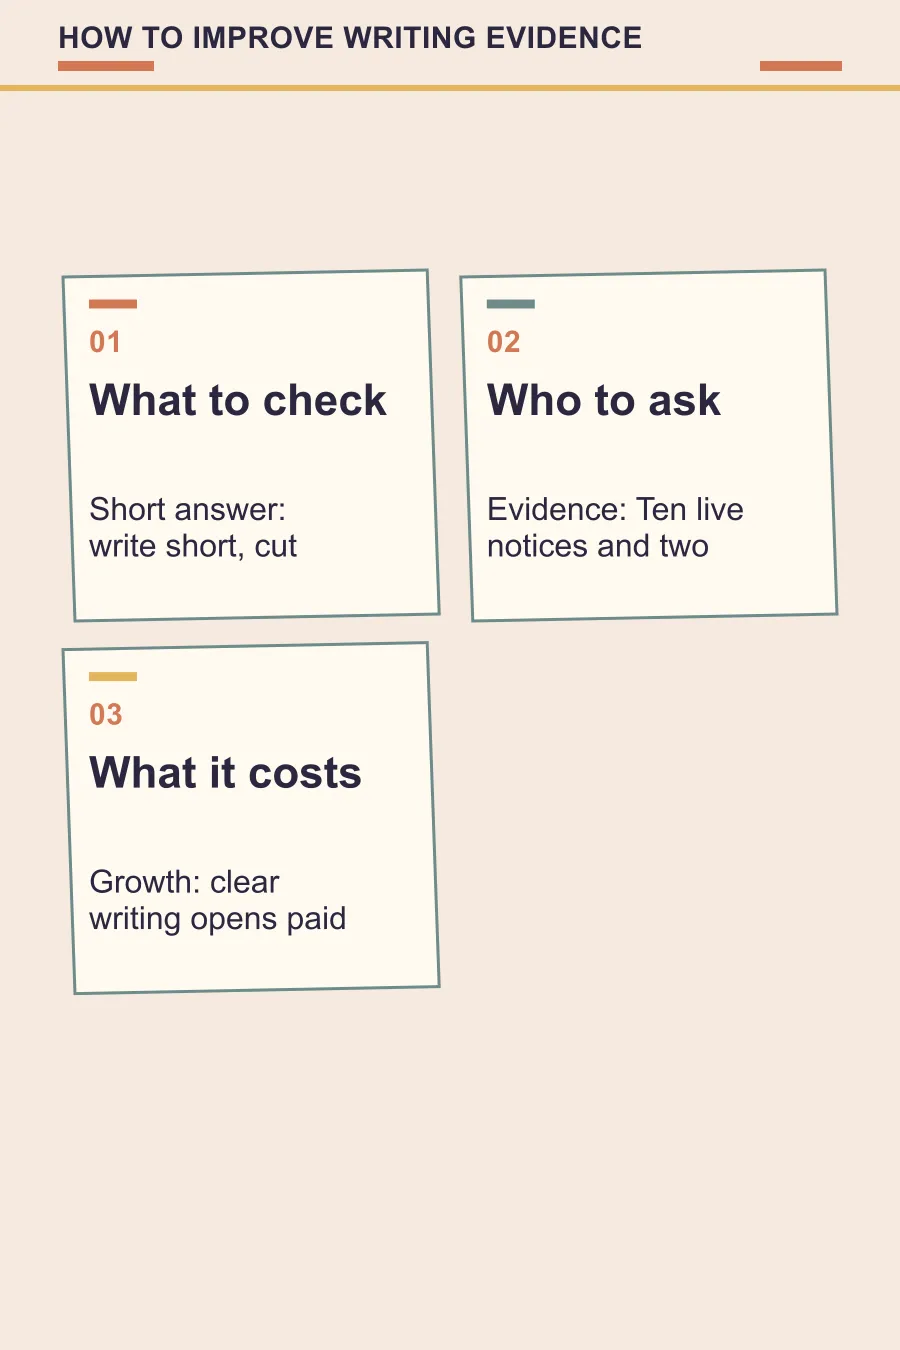 HOW TO IMPROVE WRITING EVIDENCE
01
What to check
Short answer:
write short, cut
02
Who to ask
Evidence: Ten live
notices and two
03
What it costs
Growth: clear
writing opens paid